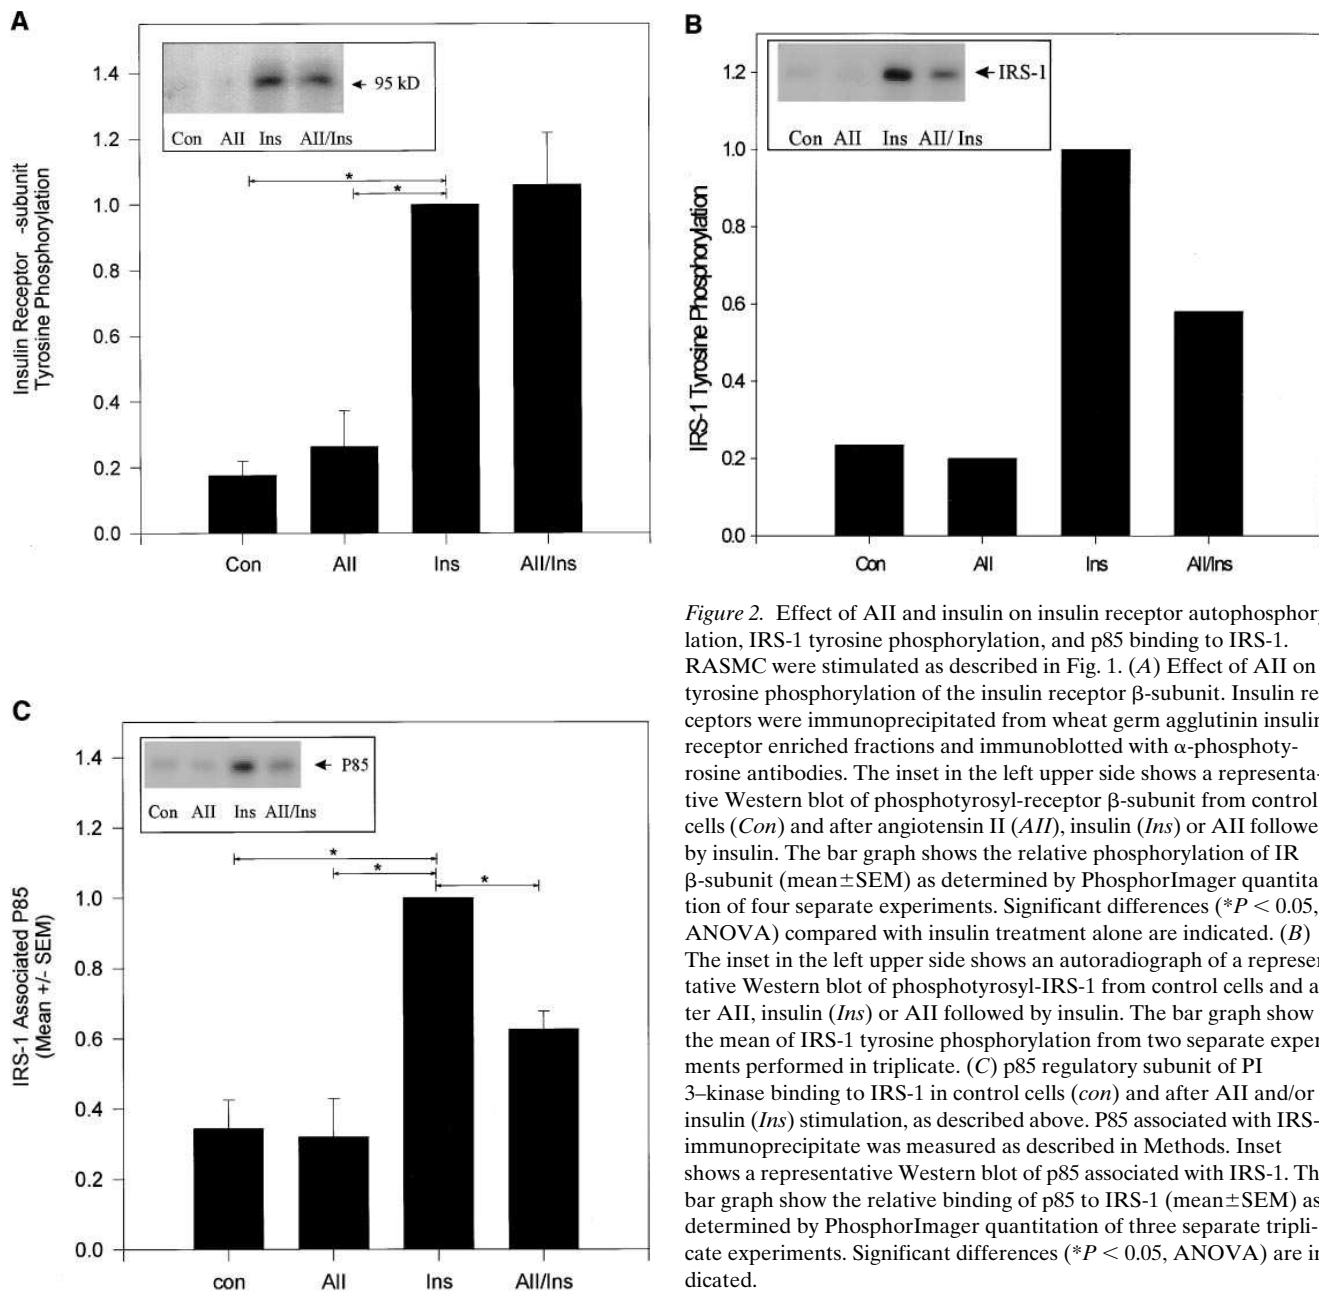 A
1.4
1.2
1.0
0.8
0.6
0.4
0.2
0.0
Insulin Receptor -subunit
Tyrosine Phosphorylation
95 kD
Con AII Ins AII/Ins
*
*
Con AII Ins AII/Ins
B
1.2
1.0
0.8
0.6
0.4
0.2
0.0
IRS-1 Tyrosine Phosphorylation
IRS-1
Con AII Ins AII/ Ins
Con AII Ins AII/Ins
C
1.4
1.2
1.0
0.8
0.6
0.4
0.2
0.0
IRS-1 Associated P85
(Mean +/- SEM)
P85
Con AII Ins AII/Ins
*
*
*
con AII Ins AII/Ins
Figure 2. Effect of AII and insulin on insulin receptor autophosphory
lation, IRS-1 tyrosine phosphorylation, and p85 binding to IRS-1.
RASMC were stimulated as described in Fig. 1. (A) Effect of AII on
tyrosine phosphorylation of the insulin receptor β-subunit. Insulin re
ceptors were immunoprecipitated from wheat germ agglutinin insulin
receptor enriched fractions and immunoblotted with α-phosphoty-
rosine antibodies. The inset in the left upper side shows a representa-
tive Western blot of phosphotyrosyl-receptor β-subunit from control
cells (Con) and after angiotensin II (AII), insulin (Ins) or AII followe
by insulin. The bar graph shows the relative phosphorylation of IR
β-subunit (mean±SEM) as determined by PhosphorImager quantita
tion of four separate experiments. Significant differences (*P < 0.05,
ANOVA) compared with insulin treatment alone are indicated. (B)
The inset in the left upper side shows an autoradiograph of a represen
tative Western blot of phosphotyrosyl-IRS-1 from control cells and a
ter AII, insulin (Ins) or AII followed by insulin. The bar graph show
the mean of IRS-1 tyrosine phosphorylation from two separate exper
ments performed in triplicate. (C) p85 regulatory subunit of PI
3–kinase binding to IRS-1 in control cells (con) and after AII and/or
insulin (Ins) stimulation, as described above. P85 associated with IRS-
immunoprecipitate was measured as described in Methods. Inset
shows a representative Western blot of p85 associated with IRS-1. Th
bar graph show the relative binding of p85 to IRS-1 (mean±SEM) as
determined by PhosphorImager quantitation of three separate tripli-
cate experiments. Significant differences (*P < 0.05, ANOVA) are in
dicated.